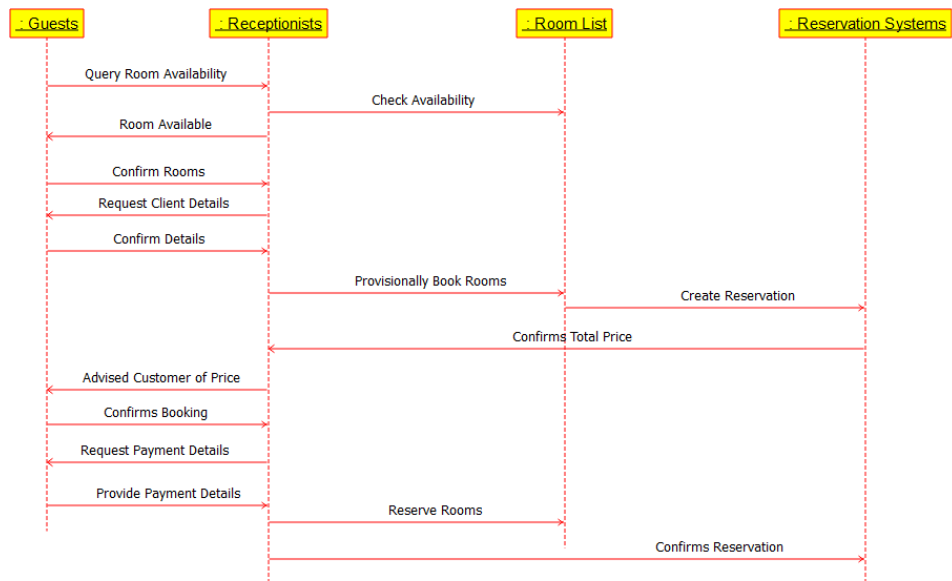 : Guests
: Receptionists
: Room List
: Reservation Systems
Query Room Availability
Check Availability
Room Available
Confirm Rooms
Request Client Details
Confirm Details
Provisionally Book Rooms
Create Reservation
Confirms Total Price
Advised Customer of Price
Confirms Booking
Request Payment Details
Provide Payment Details
Reserve Rooms
Confirms Reservation